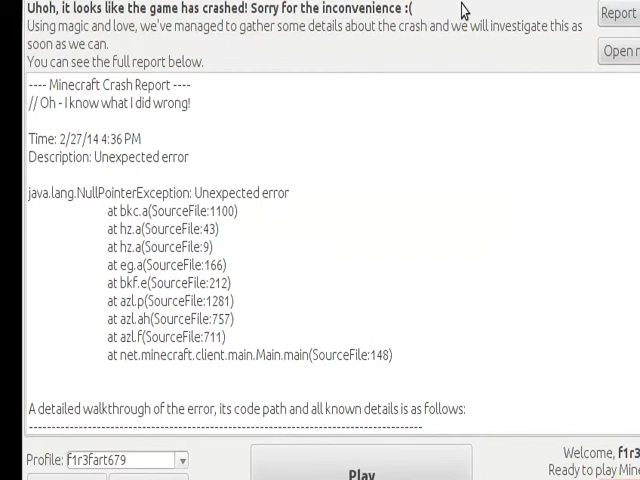 Uhoh, it looks like the game has crashed! Sorry for the inconvenience :(
Using magic and love, we've managed to gather some details about the crash and we will investigate this as
soon as we can.
You can see the full report below.
Report
Open
---- Minecraft Crash Report ----
// Oh - I know what I did wrong!
Time: 2/27/14 4:36 PM
Description: Unexpected error
java.lang.NullPointerException: Unexpected error
at bkc.a(SourceFile:1100)
at hz.a(SourceFile:43)
at hz.a(SourceFile:9)
at eg.a(SourceFile:166)
at bkf.e(SourceFile:212)
at azl.p(SourceFile:1281)
at azl.ah(SourceFile:757)
at azl.f(SourceFile:711)
at net.minecraft.client.main.Main.main(SourceFile:148)
A detailed walkthrough of the error, its code path and all known details is as follows:
---------------------------------------------------------------------------------------
Profile: f1r3fart679
Play
Welcome, f1r3
Ready to play Mine